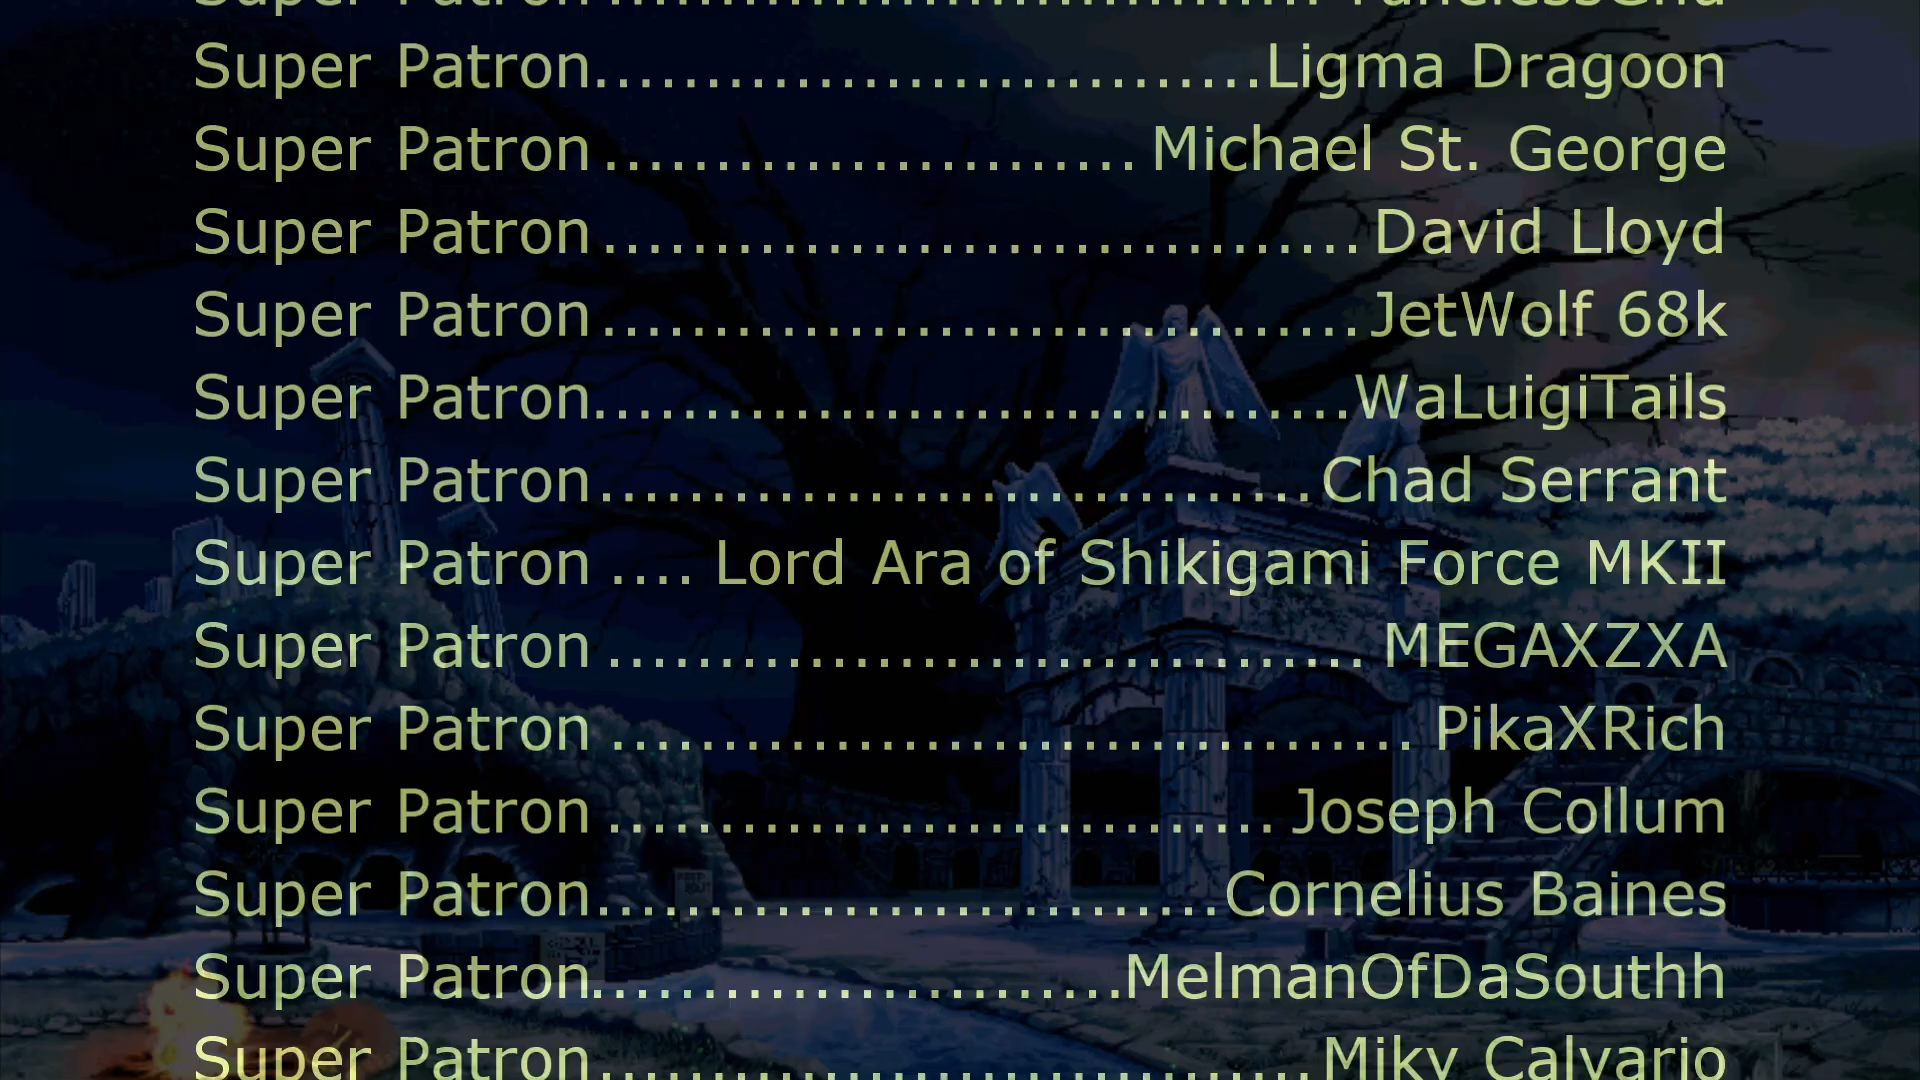 Super Patron
Super Patron.............................Ligma Dragoon
Super Patron........................Michael St. George
Super Patron.................................David Lloyd
Super Patron.................................JetWolf 68k
Super Patron.................................WaLuigiTails
Super Patron...............................Chad Serrant
Super Patron....Lord Ara of Shikigami Force MKII
Super Patron.................................MEGAXZXA
Super Patron...................................PikaXRich
Super Patron.............................Joseph Collum
Super Patron...........................Cornelius Baines
Super Patron.......................MelmanOfDaSouthh
Super Patron...............................Miky Calvario